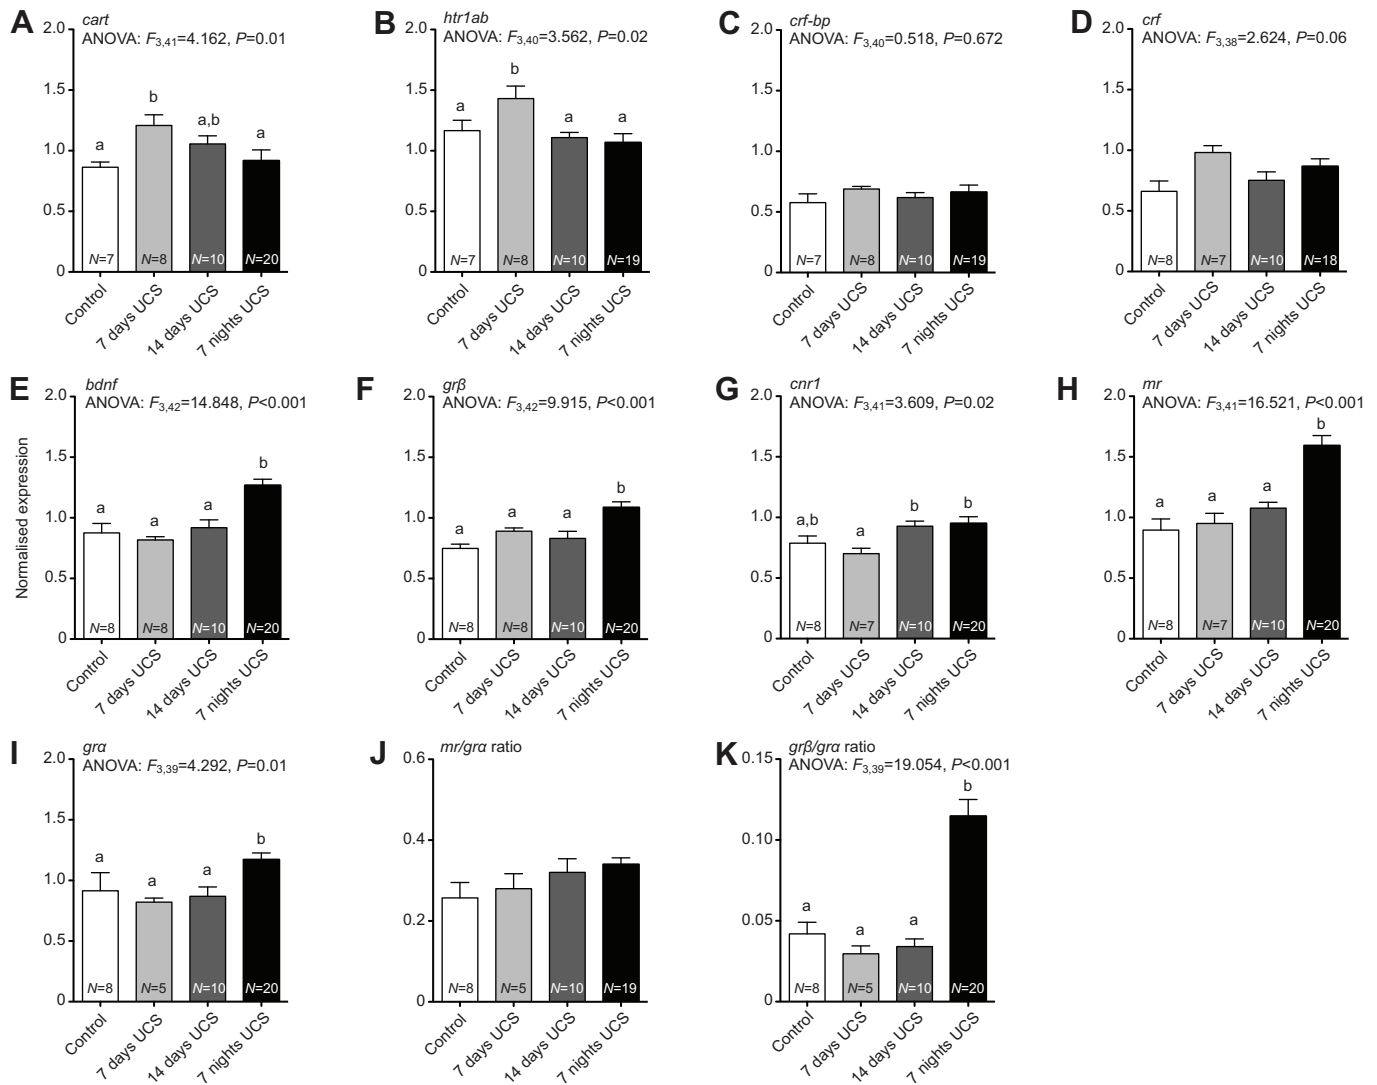 A
cart
ANOVA: F3,41=4.162, P=0.01
2.0
1.5
1.0
0.5
0
a
b
a,b
a
N=7
N=8
N=10
N=20
Control
7 days UCS
14 days UCS
7 nights UCS
B
htr1ab
ANOVA: F3,40=3.562, P=0.02
2.0
1.5
1.0
0.5
0
a
b
a
a
N=7
N=8
N=10
N=19
Control
7 days UCS
14 days UCS
7 nights UCS
C
crf-bp
ANOVA: F3,40=0.518, P=0.672
2.0
1.5
1.0
0.5
0
N=7
N=8
N=10
N=19
Control
7 days UCS
14 days UCS
7 nights UCS
D
crf
ANOVA: F3,38=2.624, P=0.06
2.0
1.5
1.0
0.5
0
N=8
N=7
N=10
N=18
Control
7 days UCS
14 days UCS
7 nights UCS
Normalised expression
E
bdnf
ANOVA: F3,42=14.848, P<0.001
2.0
1.5
1.0
0.5
0
a
a
a
b
N=8
N=8
N=10
N=20
Control
7 days UCS
14 days UCS
7 nights UCS
F
grβ
ANOVA: F3,42=9.915, P<0.001
2.0
1.5
1.0
0.5
0
a
a
a
b
N=8
N=8
N=10
N=20
Control
7 days UCS
14 days UCS
7 nights UCS
G
cnr1
ANOVA: F3,41=3.609, P=0.02
2.0
1.5
1.0
0.5
0
a,b
a
b
b
N=8
N=7
N=10
N=20
Control
7 days UCS
14 days UCS
7 nights UCS
H
mr
ANOVA: F3,41=16.521, P<0.001
2.0
1.5
1.0
0.5
0
a
a
a
b
N=8
N=7
N=10
N=20
Control
7 days UCS
14 days UCS
7 nights UCS
I
grα
ANOVA: F3,39=4.292, P=0.01
2.0
1.5
1.0
0.5
0
a
a
a
b
N=8
N=5
N=10
N=20
Control
7 days UCS
14 days UCS
7 nights UCS
J
mr/grα ratio
0.6
0.4
0.2
0
N=8
N=5
N=10
N=19
Control
7 days UCS
14 days UCS
7 nights UCS
K
grβ/grα ratio
ANOVA: F3,39=19.054, P<0.001
0.15
0.10
0.05
0
a
a
a
b
N=8
N=5
N=10
N=20
Control
7 days UCS
14 days UCS
7 nights UCS